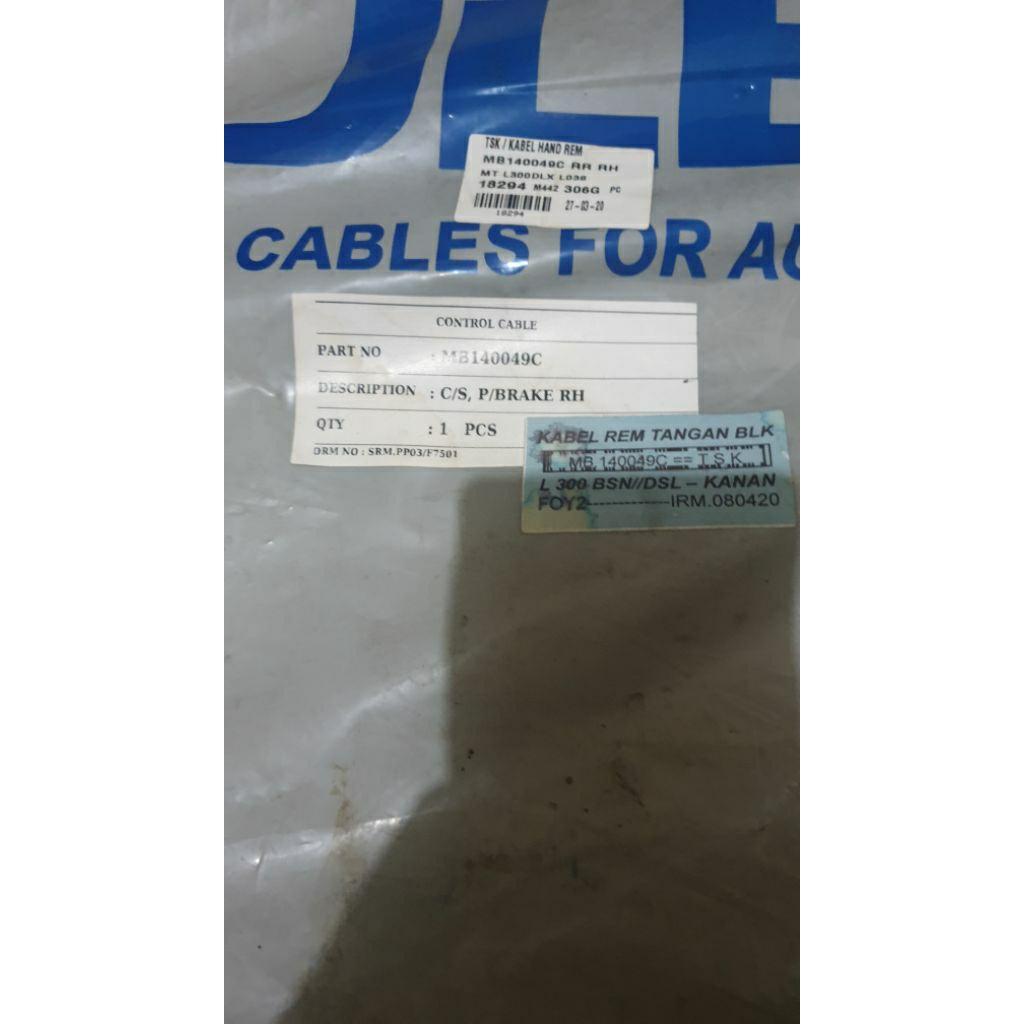 TSK / KABEL HAND REM
MB140049C RR RH
MT L300DLX L038
18294 M442 306G PC
27-03-20
18294
CABLES FOR AU
CONTROL CABLE
PART NO : MB140049C
DESCRIPTION : C/S, P/BRAKE RH
QTY : 1 PCS
DRM NO : SRM.PP03/F7501
KABEL REM TANGAN BLK
MB.140049C == T S K
L 300 BSN//DSL - KANAN
FOY2--------------IRM.080420